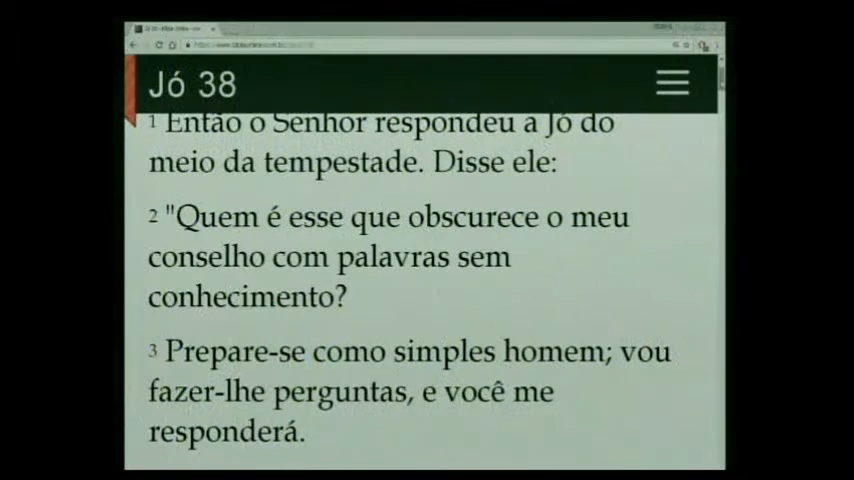 Jó 38
1 Então o Senhor respondeu a Jó do
meio da tempestade. Disse ele:
2 "Quem é esse que obscurece o meu
conselho com palavras sem
conhecimento?
3 Prepare-se como simples homem; vou
fazer-lhe perguntas, e você me
responderá.